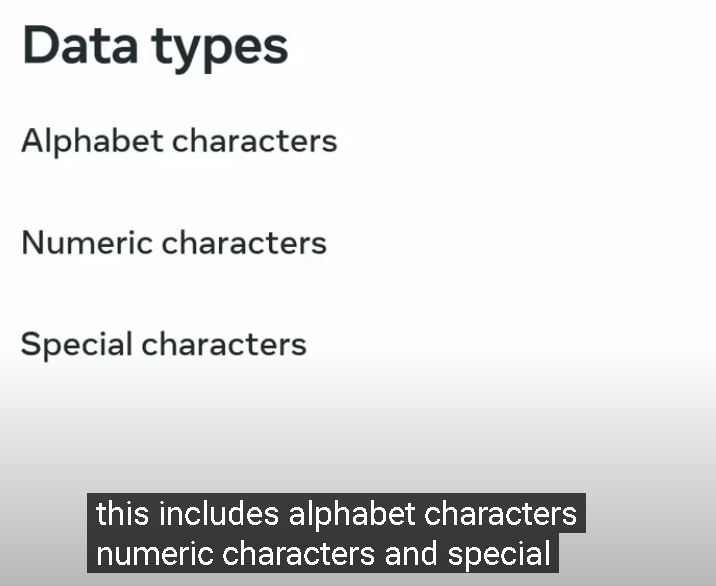 Data types
Alphabet characters
Numeric characters
Special characters
this includes alphabet characters
numeric characters and special